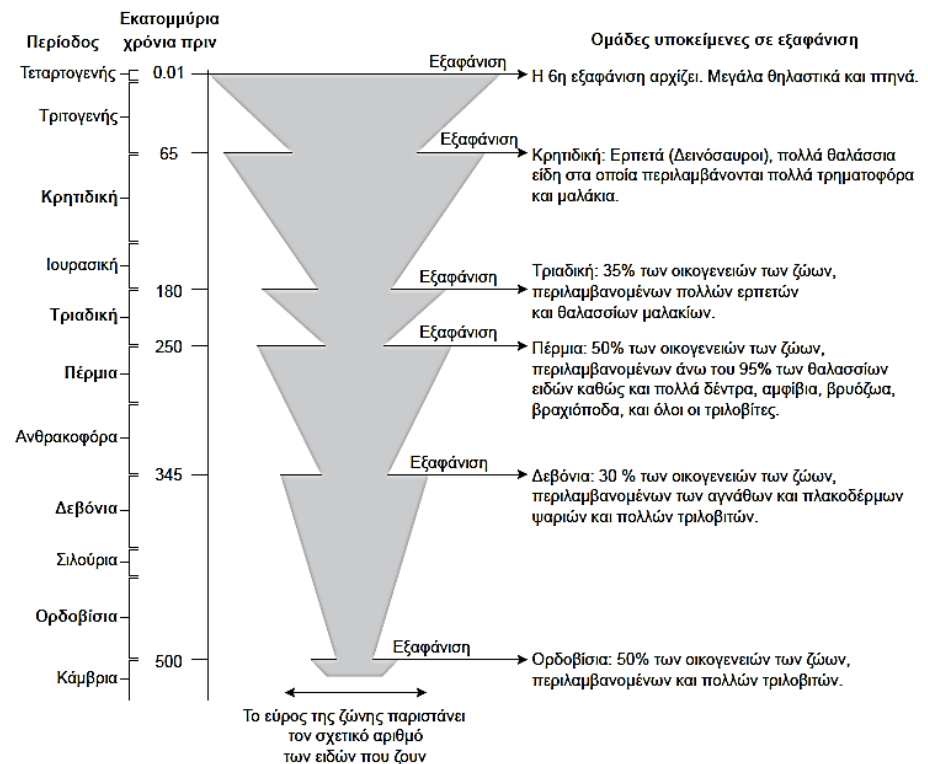 Εκατομμύρια
Περίοδος χρόνια πριν
Ομάδες υποκείμενες σε εξαφάνιση
Τεταρτογενής 0.01 Εξαφάνιση Η 6η εξαφάνιση αρχίζει. Μεγάλα θηλαστικά και πτηνά.
Τριτογενής
65 Εξαφάνιση Κρητιδική: Ερπετά (Δεινόσαυροι), πολλά θαλάσσια
είδη στα οποία περιλαμβάνονται πολλά τρηματοφόρα
και μαλάκια.
Κρητιδική
Ιουρασική
180 Εξαφάνιση Τριαδική: 35% των οικογενειών των ζώων,
περιλαμβανομένων πολλών ερπετών
και θαλασσίων μαλακίων.
Τριαδική
250 Εξαφάνιση Πέρμια: 50% των οικογενειών των ζώων,
περιλαμβανομένων άνω του 95% των θαλασσίων
ειδών καθώς και πολλά δέντρα, αμφίβια, βρυόζωα,
βραχιόποδα, και όλοι οι τριλοβίτες.
Πέρμια
Ανθρακοφόρα
345 Εξαφάνιση Δεβόνια: 30 % των οικογενειών των ζώων,
περιλαμβανομένων των αγνάθων και πλακοδέρμων
ψαριών και πολλών τριλοβιτών.
Δεβόνια
Σιλούρια
Ορδοβίσια
500 Εξαφάνιση Ορδοβίσια: 50% των οικογενειών των ζώων,
περιλαμβανομένων και πολλών τριλοβιτών.
Κάμβρια
Το εύρος της ζώνης παριστάνει
τον σχετικό αριθμό
των ειδών που ζουν